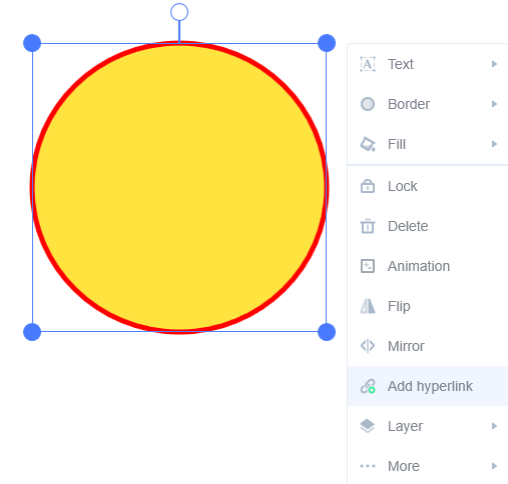 Text
Border
Fill
Lock
Delete
Animation
Flip
Mirror
Add hyperlink
Layer
More